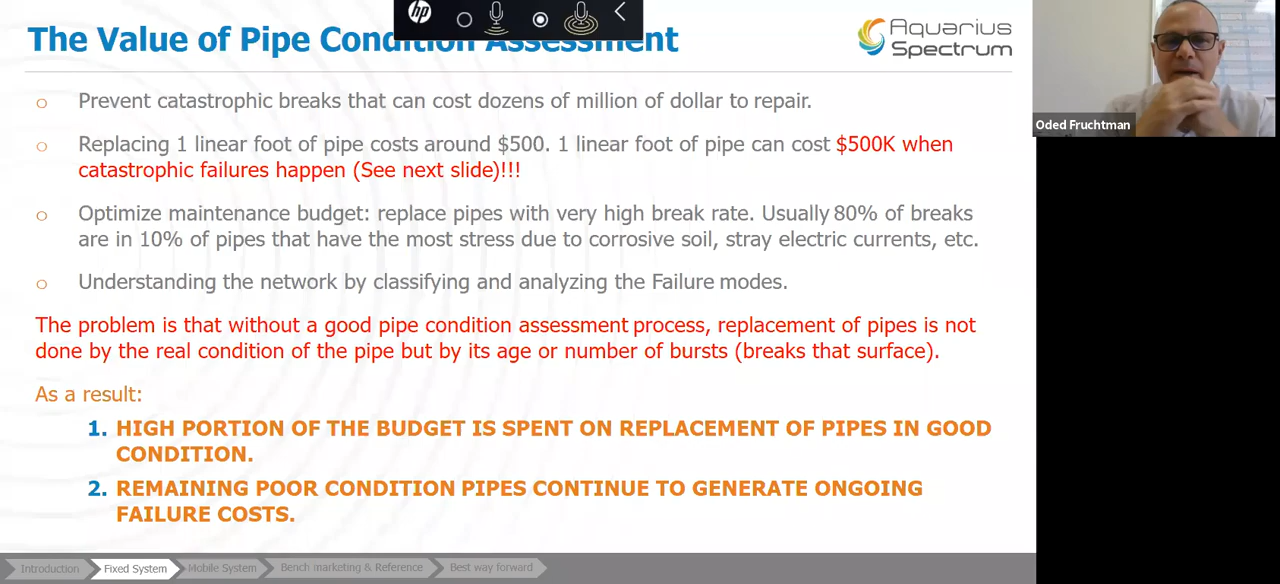 hp
The Value of Pipe Condition Assessment
Aquarius
Spectrum
Oded Fruchtman
o Prevent catastrophic breaks that can cost dozens of million of dollar to repair.
o Replacing 1 linear foot of pipe costs around $500. 1 linear foot of pipe can cost $500K when
catastrophic failures happen (See next slide)!!!
o Optimize maintenance budget: replace pipes with very high break rate. Usually 80% of breaks
are in 10% of pipes that have the most stress due to corrosive soil, stray electric currents, etc.
o Understanding the network by classifying and analyzing the Failure modes.
The problem is that without a good pipe condition assessment process, replacement of pipes is not
done by the real condition of the pipe but by its age or number of bursts (breaks that surface).
As a result:
1. HIGH PORTION OF THE BUDGET IS SPENT ON REPLACEMENT OF PIPES IN GOOD
CONDITION.
2. REMAINING POOR CONDITION PIPES CONTINUE TO GENERATE ONGOING
FAILURE COSTS.
Introduction Fixed System Mobile System Bench marketing & Reference Best way forward